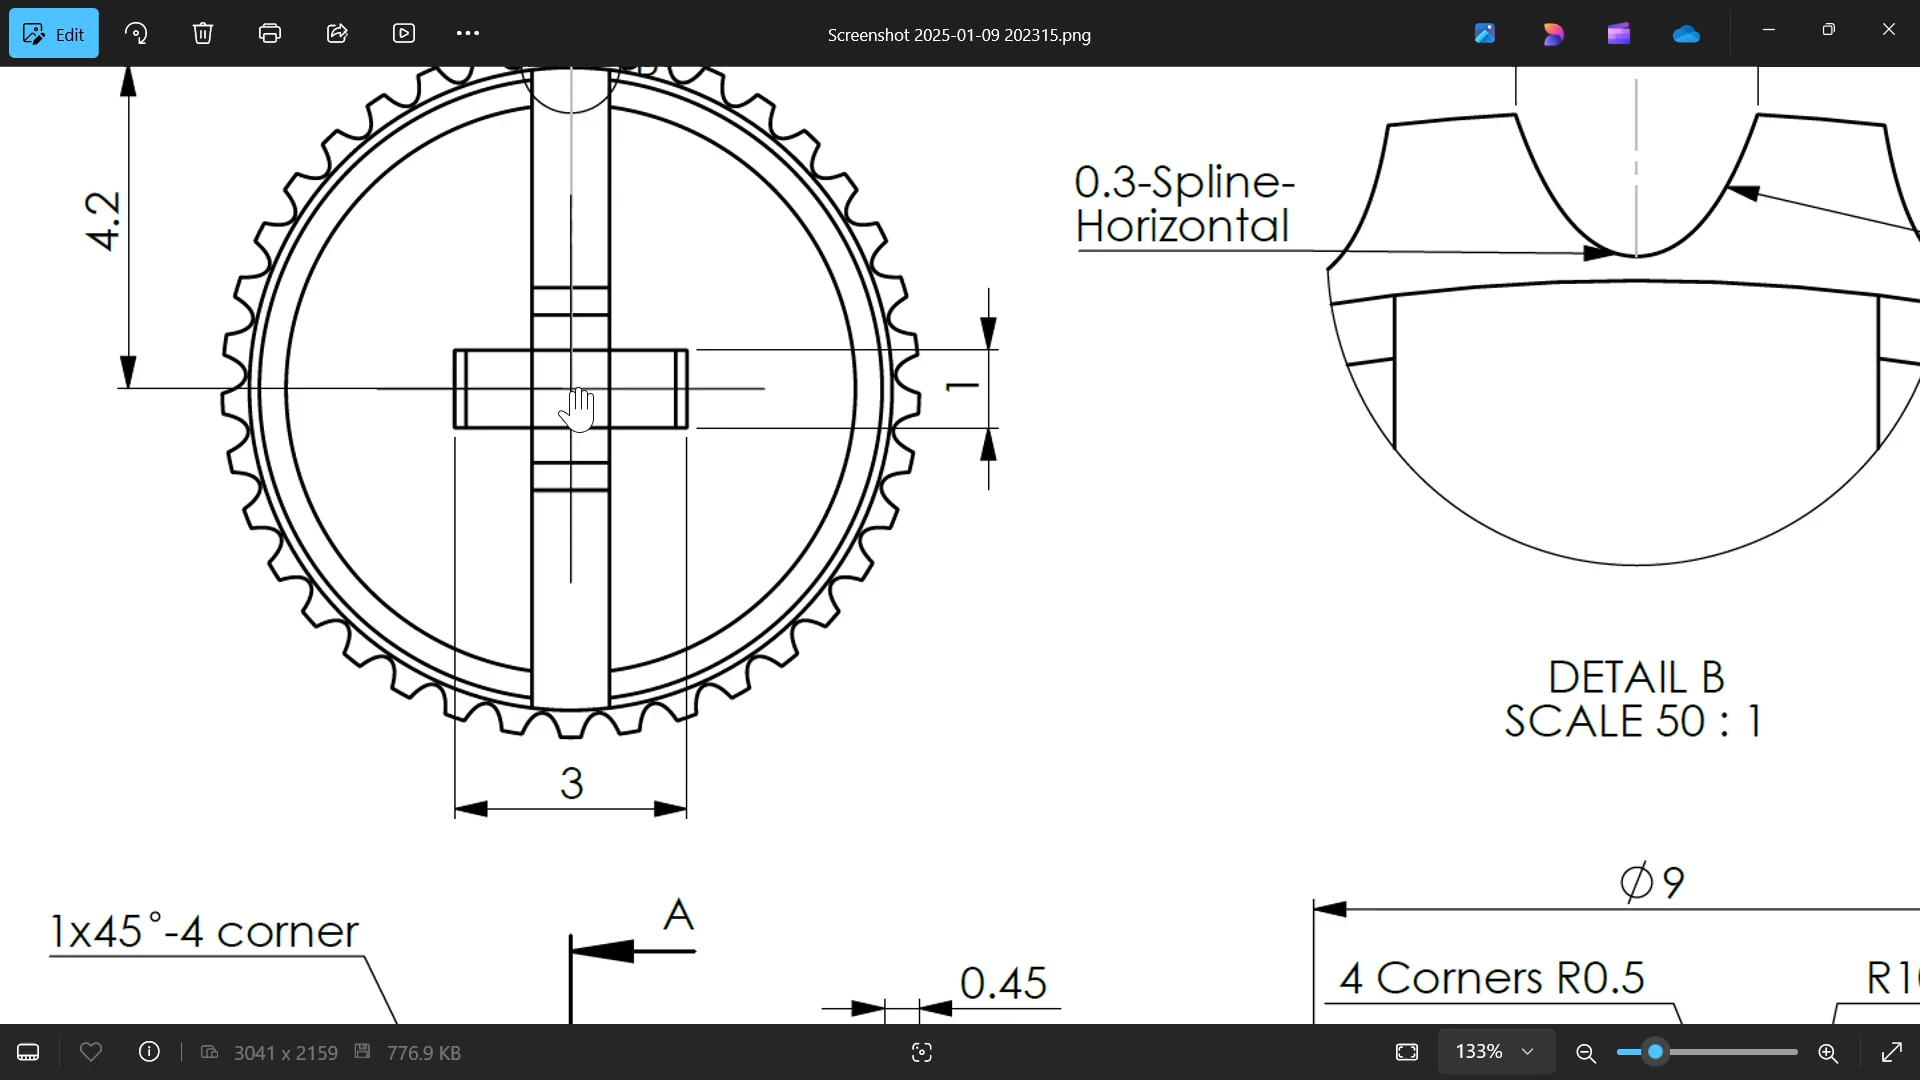 Edit
Screenshot 2025-01-09 202315.png
4.2
0.3-Spline-
Horizontal
1
DETAIL B
SCALE 50 : 1
3
Ø9
A
1x45°-4 corner
0.45
4 Corners R0.5
3041 x 2159
776.9 KB
133%